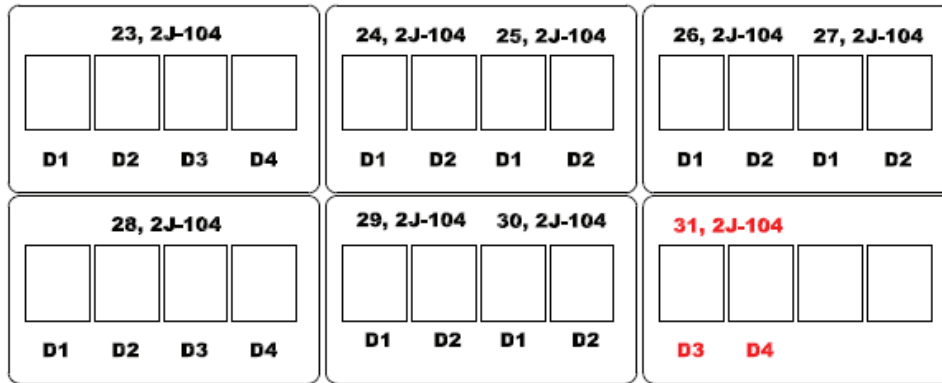 23, 2J-104
D1 D2 D3 D4
24, 2J-104 25, 2J-104
D1 D2 D1 D2
26, 2J-104 27, 2J-104
D1 D2 D1 D2
28, 2J-104
D1 D2 D3 D4
29, 2J-104 30, 2J-104
D1 D2 D1 D2
31, 2J-104
D3 D4